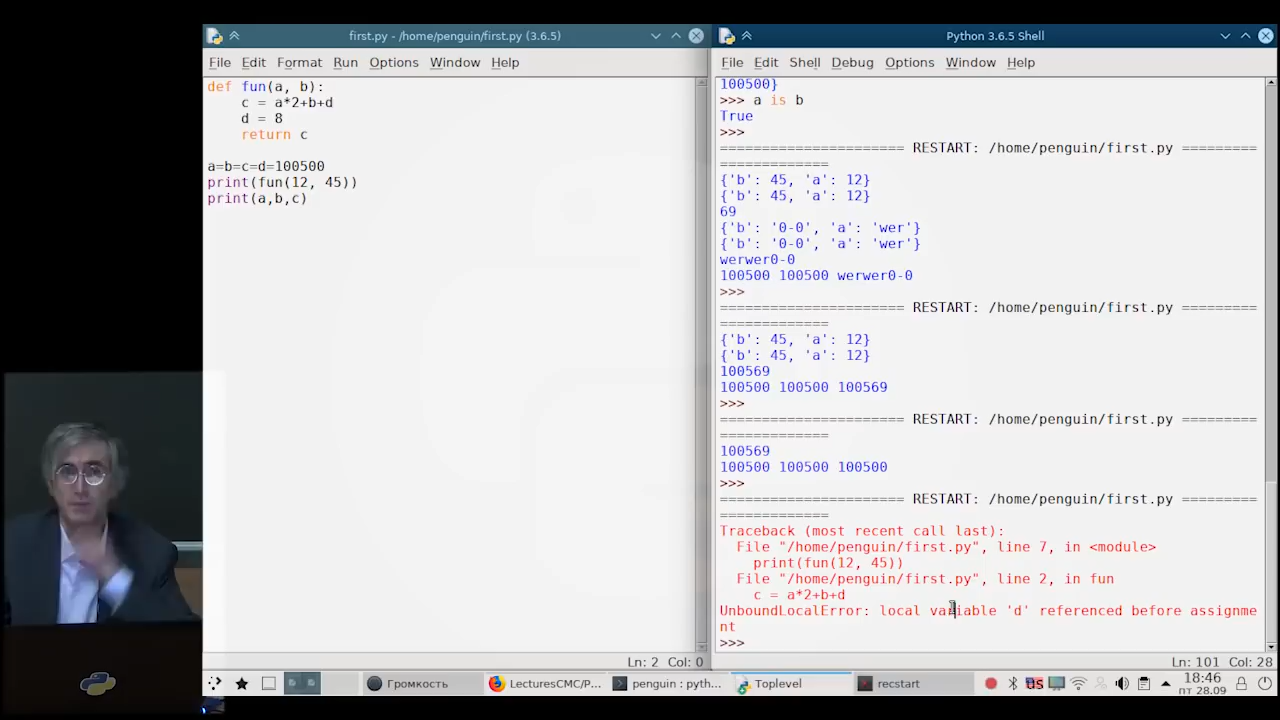 first.py - /home/penguin/first.py (3.6.5)
File Edit Format Run Options Window Help
def fun(a, b):
    c = a*2+b+d
    d = 8
    return c
a=b=c=d=100500
print(fun(12, 45))
print(a,b,c)
Ln: 2 Col: 0
Python 3.6.5 Shell
File Edit Shell Debug Options Window Help
100500}
>>> a is b
True
>>>
====================== RESTART: /home/penguin/first.py =========
=============
{'b': 45, 'a': 12}
{'b': 45, 'a': 12}
69
{'b': '0-0', 'a': 'wer'}
{'b': '0-0', 'a': 'wer'}
werwer0-0
100500 100500 werwer0-0
>>>
====================== RESTART: /home/penguin/first.py =========
=============
{'b': 45, 'a': 12}
{'b': 45, 'a': 12}
100569
100500 100500 100569
>>>
====================== RESTART: /home/penguin/first.py =========
=============
100569
100500 100500 100500
>>>
====================== RESTART: /home/penguin/first.py =========
=============
Traceback (most recent call last):
  File "/home/penguin/first.py", line 7, in <module>
    print(fun(12, 45))
  File "/home/penguin/first.py", line 2, in fun
    c = a*2+b+d
UnboundLocalError: local variable 'd' referenced before assignme
nt
>>>
Ln: 101 Col: 28
Громкость LecturesCMC/P... penguin : pyth... Toplevel recstart US 18:46
пт 28.09